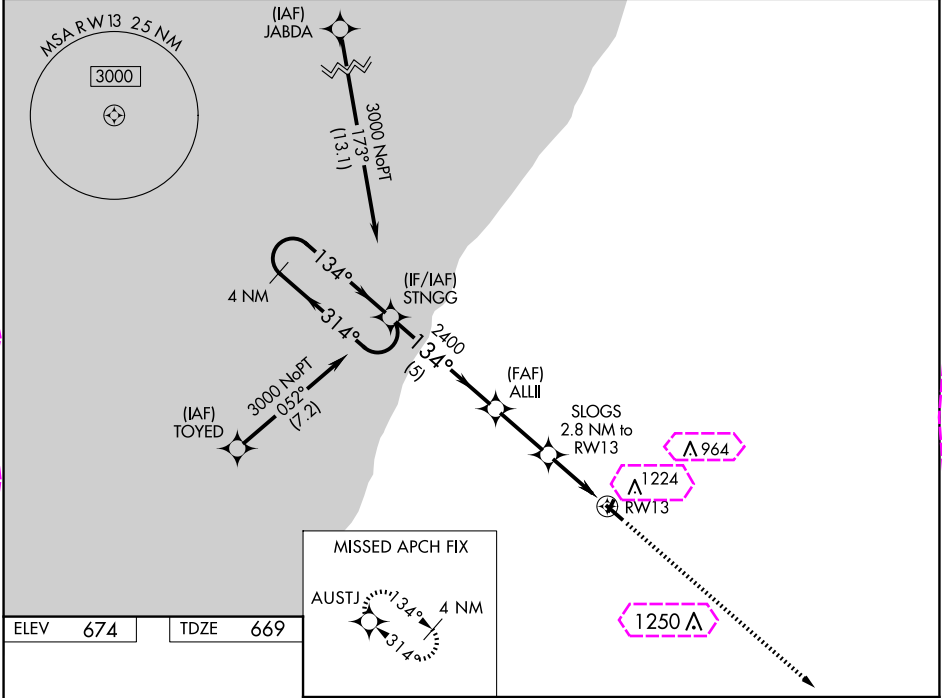 MSA RW13 25 NM
3000
(IAF)
JABDA
3000 NoPT
173°
(13.1)
134°
4 NM
314°
(IF/IAF)
STNGG
2400
134°
(5)
3000 NoPT
052°
(7.2)
(IAF)
TOYED
(FAF)
ALLII
SLOGS
2.8 NM to
RW13
964
1224
RW13
1250
MISSED APCH FIX
AUSTJ
134°
4 NM
314°
ELEV 674
TDZE 669